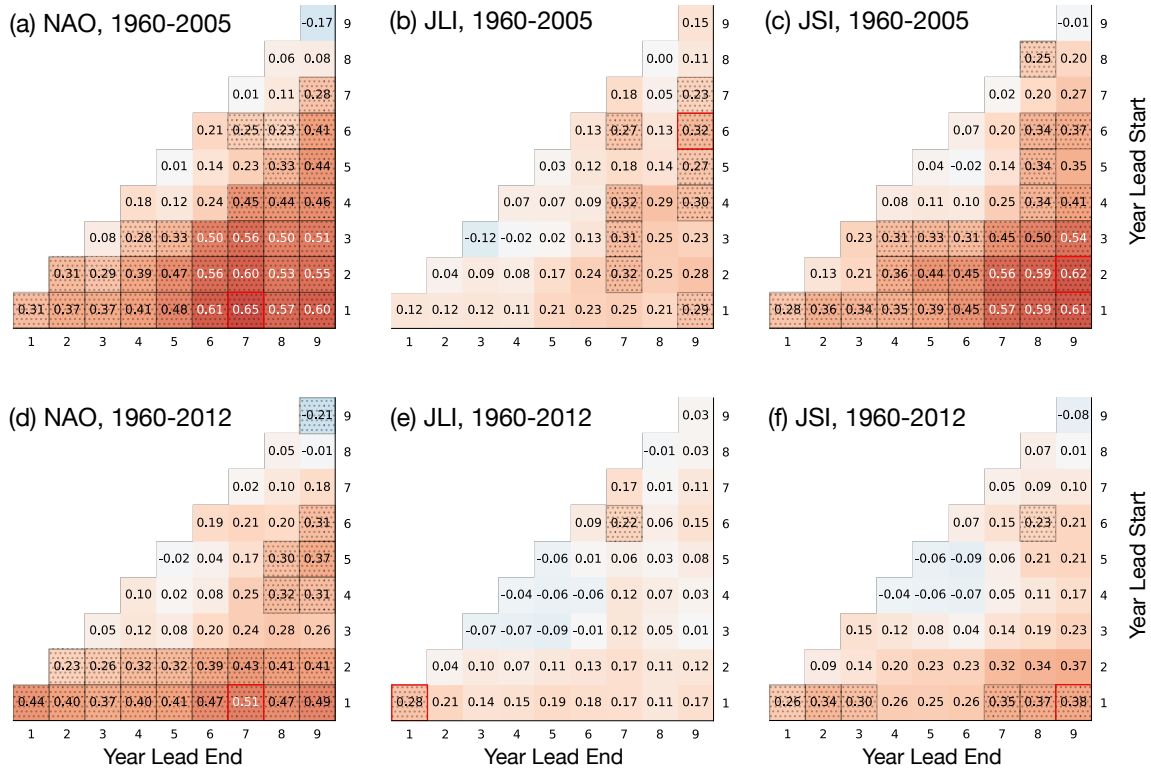 (a) NAO, 1960-2005
-0.17 9
0.06 0.08 8
0.01 0.11 0.28 7
0.21 0.25 0.23 0.41 6
0.01 0.14 0.23 0.33 0.44 5
0.18 0.12 0.24 0.45 0.44 0.46 4
0.08 0.28 0.33 0.50 0.56 0.50 0.51 3
0.31 0.29 0.39 0.47 0.56 0.60 0.53 0.55 2
0.31 0.37 0.37 0.41 0.48 0.61 0.65 0.57 0.60 1
1 2 3 4 5 6 7 8 9
(b) JLI, 1960-2005
0.15 9
0.00 0.11 8
0.18 0.05 0.23 7
0.13 0.27 0.13 0.32 6
0.03 0.12 0.18 0.14 0.27 5
0.07 0.07 0.09 0.32 0.29 0.30 4
-0.12 -0.02 0.02 0.13 0.31 0.25 0.23 3
0.04 0.09 0.08 0.17 0.24 0.32 0.25 0.28 2
0.12 0.12 0.12 0.11 0.21 0.23 0.25 0.21 0.29 1
1 2 3 4 5 6 7 8 9
(c) JSI, 1960-2005
-0.01 9
0.25 0.20 8
0.02 0.20 0.27 7
0.07 0.20 0.34 0.37 6
0.04 -0.02 0.14 0.34 0.35 5
0.08 0.11 0.10 0.25 0.34 0.41 4
0.23 0.31 0.33 0.31 0.45 0.50 0.54 3
0.13 0.21 0.36 0.44 0.45 0.56 0.59 0.62 2
0.28 0.36 0.34 0.35 0.39 0.45 0.57 0.59 0.61 1
1 2 3 4 5 6 7 8 9
Year Lead Start
(d) NAO, 1960-2012
-0.21 9
0.05 -0.01 8
0.02 0.10 0.18 7
0.19 0.21 0.20 0.31 6
-0.02 0.04 0.17 0.30 0.37 5
0.10 0.02 0.08 0.25 0.32 0.31 4
0.05 0.12 0.08 0.20 0.24 0.28 0.26 3
0.23 0.26 0.32 0.32 0.39 0.43 0.41 0.41 2
0.44 0.40 0.37 0.40 0.41 0.47 0.51 0.47 0.49 1
1 2 3 4 5 6 7 8 9
Year Lead End
(e) JLI, 1960-2012
0.03 9
-0.01 0.03 8
0.17 0.01 0.11 7
0.09 0.22 0.06 0.15 6
-0.06 0.01 0.06 0.03 0.08 5
-0.04 -0.06 -0.06 0.12 0.07 0.03 4
-0.07 -0.07 -0.09 -0.01 0.12 0.05 0.01 3
0.04 0.10 0.07 0.11 0.13 0.17 0.11 0.12 2
0.28 0.21 0.14 0.15 0.19 0.18 0.17 0.11 0.17 1
1 2 3 4 5 6 7 8 9
Year Lead End
(f) JSI, 1960-2012
-0.08 9
0.07 0.01 8
0.05 0.09 0.10 7
0.07 0.15 0.23 0.21 6
-0.06 -0.09 0.06 0.21 0.21 5
-0.04 -0.06 -0.07 0.05 0.11 0.17 4
0.15 0.12 0.08 0.04 0.14 0.19 0.23 3
0.09 0.14 0.20 0.23 0.23 0.32 0.34 0.37 2
0.26 0.34 0.30 0.26 0.25 0.26 0.35 0.37 0.38 1
1 2 3 4 5 6 7 8 9
Year Lead End
Year Lead Start